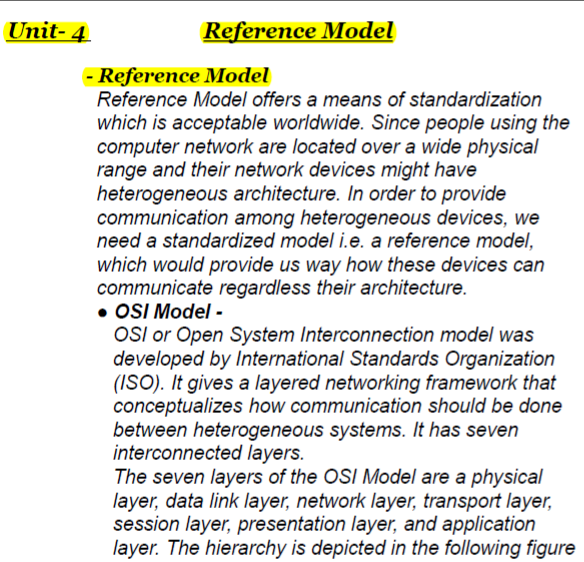 Unit- 4 Reference Model
- Reference Model
Reference Model offers a means of standardization
which is acceptable worldwide. Since people using the
computer network are located over a wide physical
range and their network devices might have
heterogeneous architecture. In order to provide
communication among heterogeneous devices, we
need a standardized model i.e. a reference model,
which would provide us way how these devices can
communicate regardless their architecture.
● OSI Model -
OSI or Open System Interconnection model was
developed by International Standards Organization
(ISO). It gives a layered networking framework that
conceptualizes how communication should be done
between heterogeneous systems. It has seven
interconnected layers.
The seven layers of the OSI Model are a physical
layer, data link layer, network layer, transport layer,
session layer, presentation layer, and application
layer. The hierarchy is depicted in the following figure